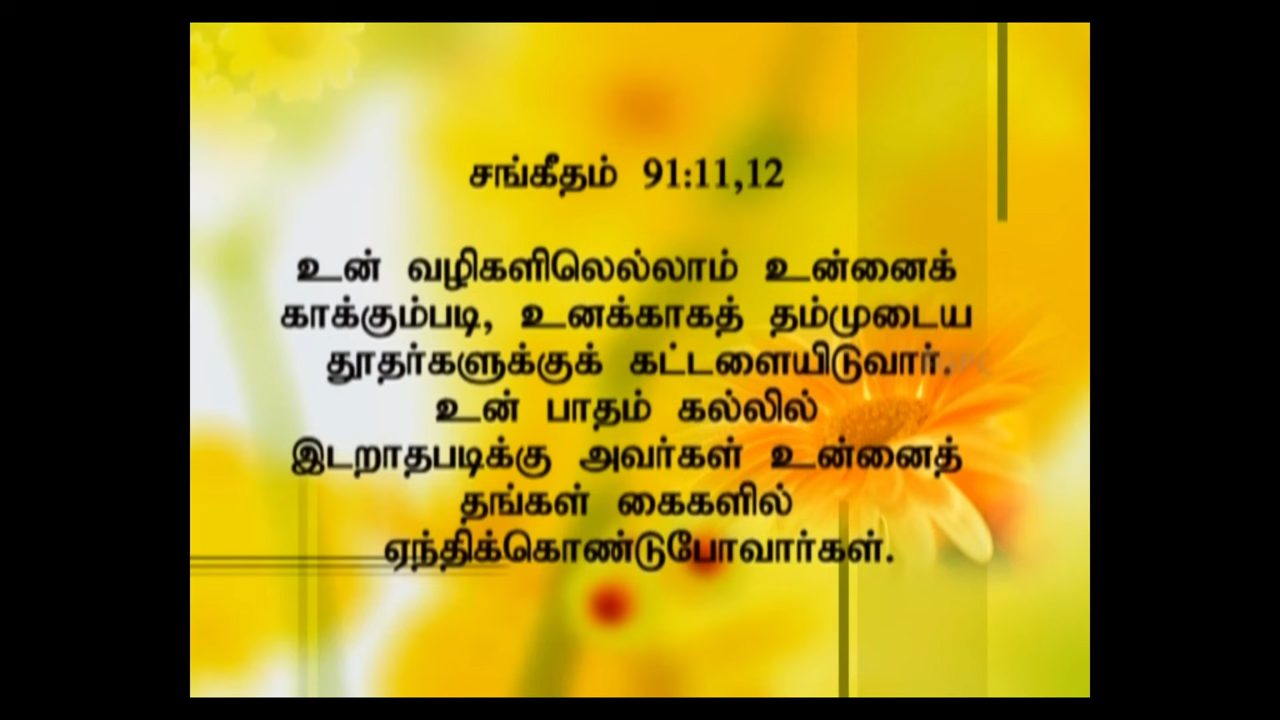 சங்கீதம் 91:11,12
உன் வழிகளிலெல்லாம் உன்னைக்
காக்கும்படி, உனக்காகத் தம்முடைய
தூதர்களுக்குக் கட்டளையிடுவார்.
உன் பாதம் கல்லில்
இடறாதபடிக்கு அவர்கள் உன்னைத்
தங்கள் கைகளில்
ஏந்திக்கொண்டுபோவார்கள்.